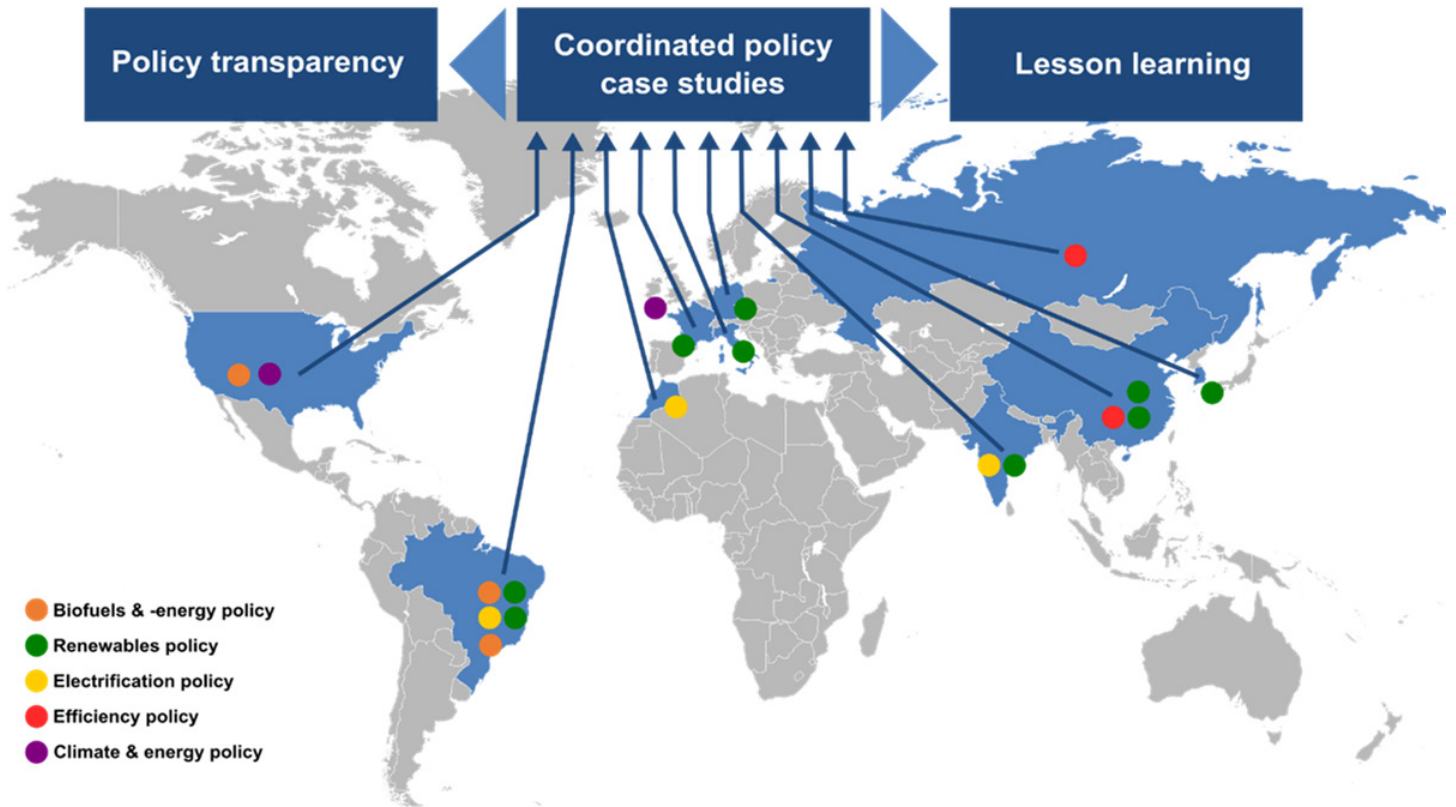 Policy transparency
Coordinated policy
case studies
Lesson learning
Biofuels & -energy policy
Renewables policy
Electrification policy
Efficiency policy
Climate & energy policy